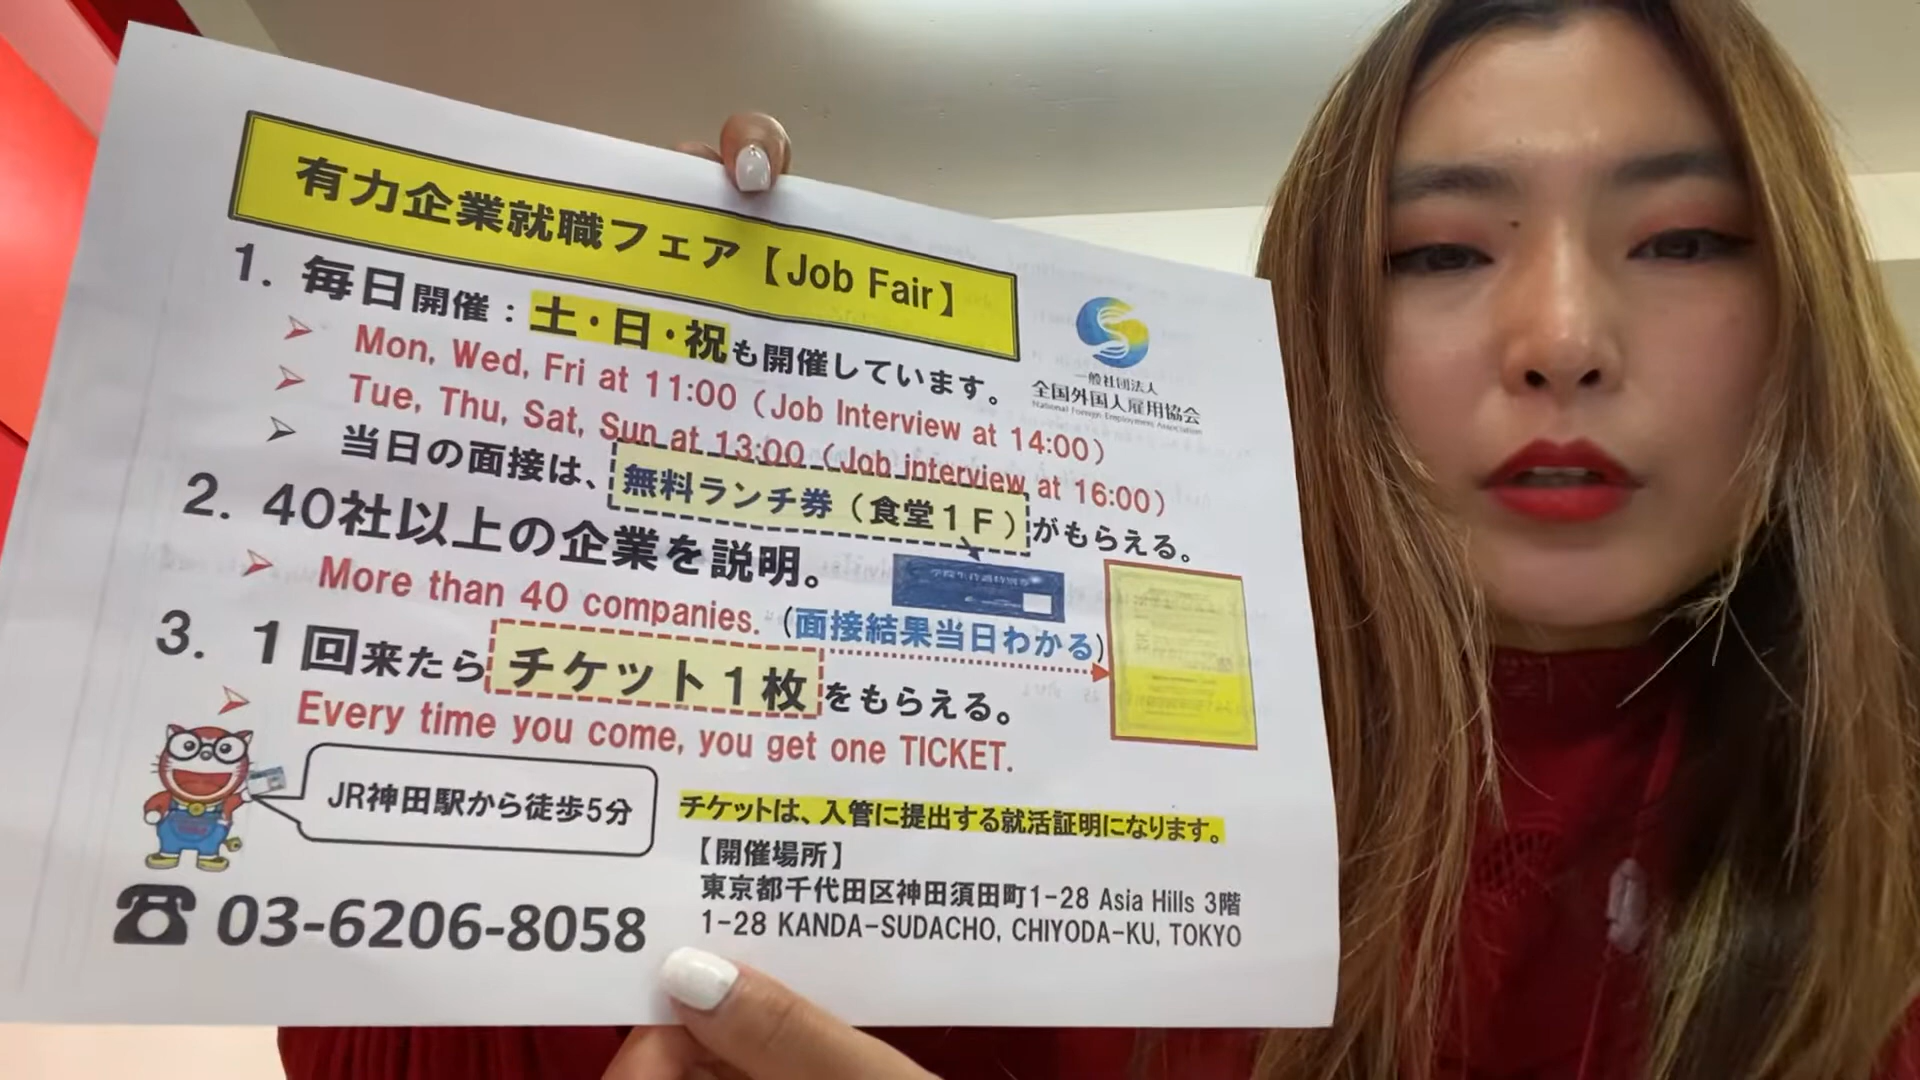 有力企業就職フェア【Job Fair】
1. 毎日開催：土・日・祝も開催しています。
Mon, Wed, Fri at 11:00（Job Interview at 14:00）
Tue, Thu, Sat, Sun at 13:00（Job interview at 16:00）
当日の面接は、無料ランチ券（食堂１Ｆ）がもらえる。
一般社団法人
全国外国人雇用協会
National Foreign Employment Association
2. 40社以上の企業を説明。
More than 40 companies.（面接結果当日わかる）
3. １回来たらチケット１枚をもらえる。
Every time you come, you get one TICKET.
JR神田駅から徒歩5分
03-6206-8058
チケットは、入管に提出する就活証明になります。
【開催場所】
東京都千代田区神田須田町1-28 Asia Hills 3階
1-28 KANDA-SUDACHO, CHIYODA-KU, TOKYO